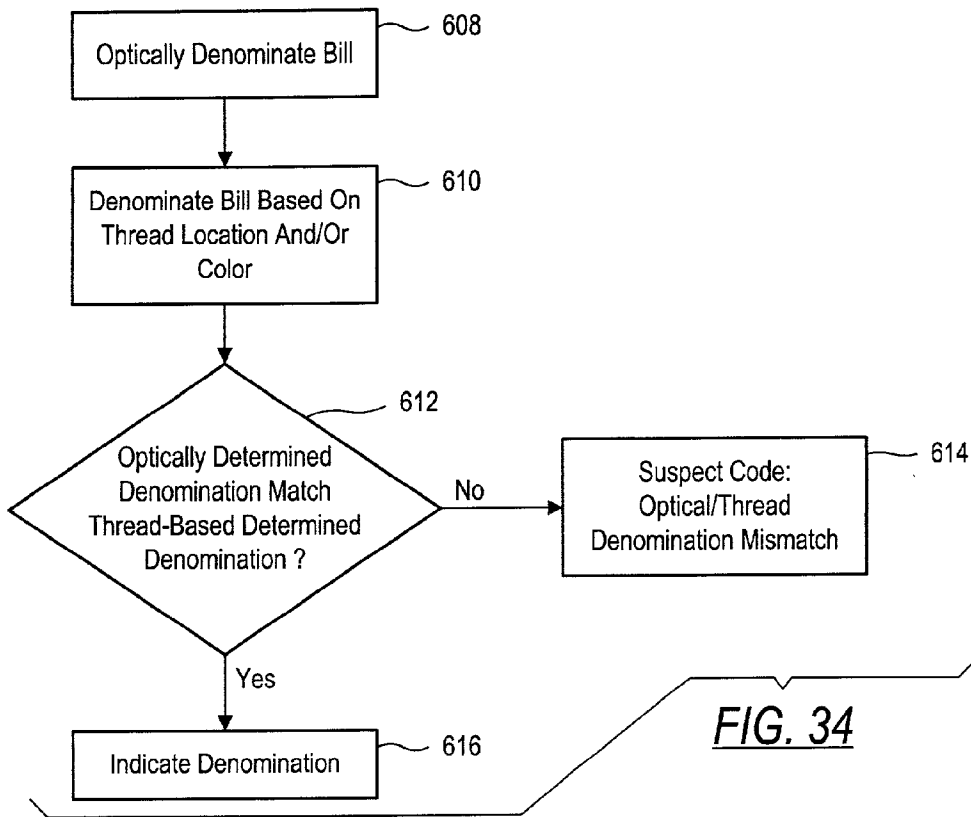 Optically Denominate Bill
608
Denominate Bill Based On
Thread Location And/Or
Color
610
612
Optically Determined
Denomination Match
Thread-Based Determined
Denomination ?
No
Suspect Code:
Optical/Thread
Denomination Mismatch
614
Yes
Indicate Denomination
616
FIG. 34